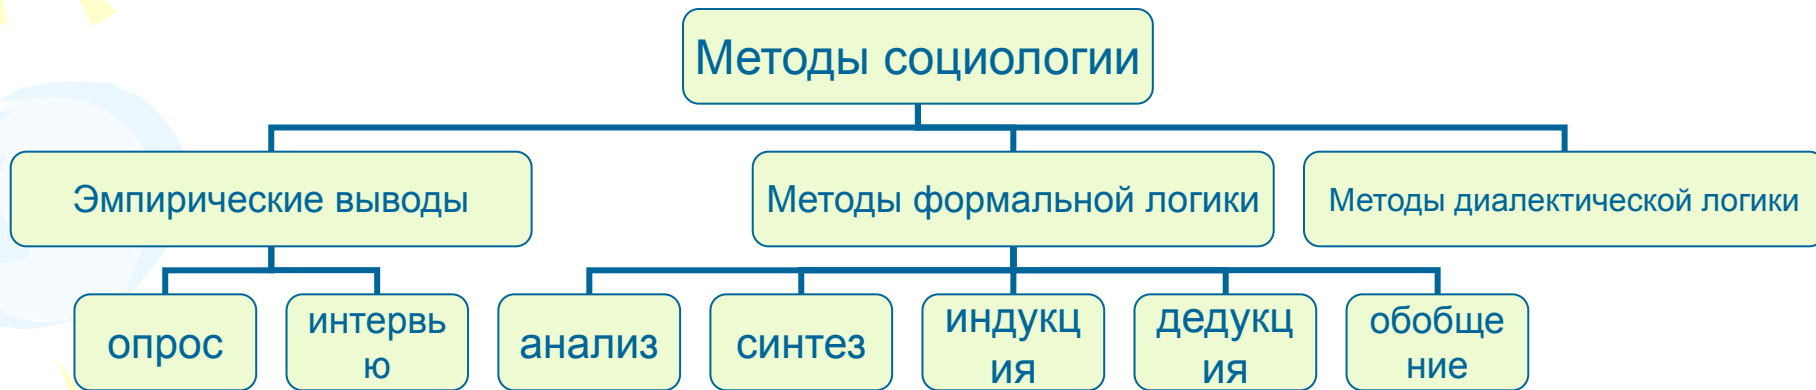 Методы социологии
Эмпирические выводы
Методы формальной логики
Методы диалектической логики
опрос
интервь
ю
анализ
синтез
индукц
ия
дедукц
ия
обобще
ние